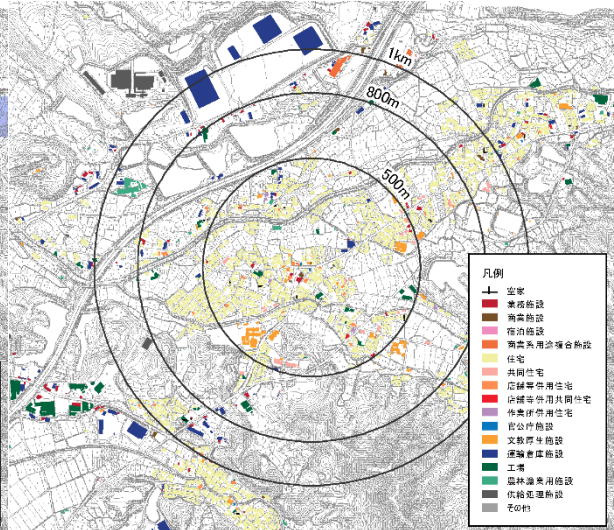 1km
800m
500m
凡例
空家
業務施設
商業施設
宿泊施設
商業系用途複合施設
住宅
共同住宅
店舗等併用住宅
店舗等併用共同住宅
作業所併用住宅
官公庁施設
文教厚生施設
運輸倉庫施設
工場
農林漁業用施設
供給処理施設
その他